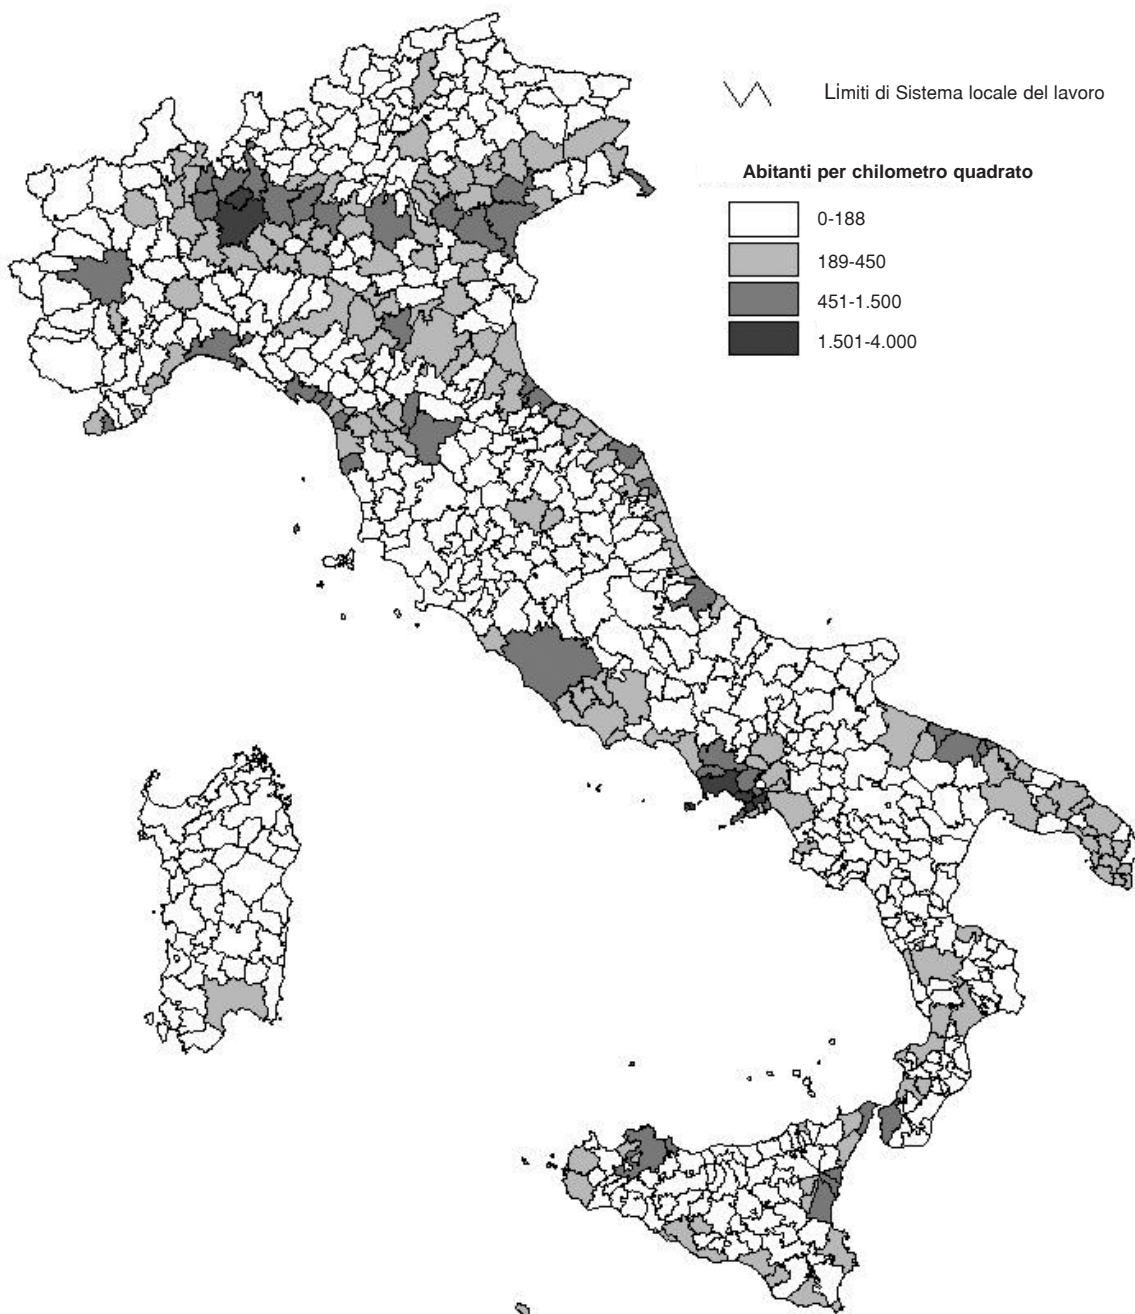 Limiti di Sistema locale del lavoro
Abitanti per chilometro quadrato
0-188
189-450
451-1.500
1.501-4.000